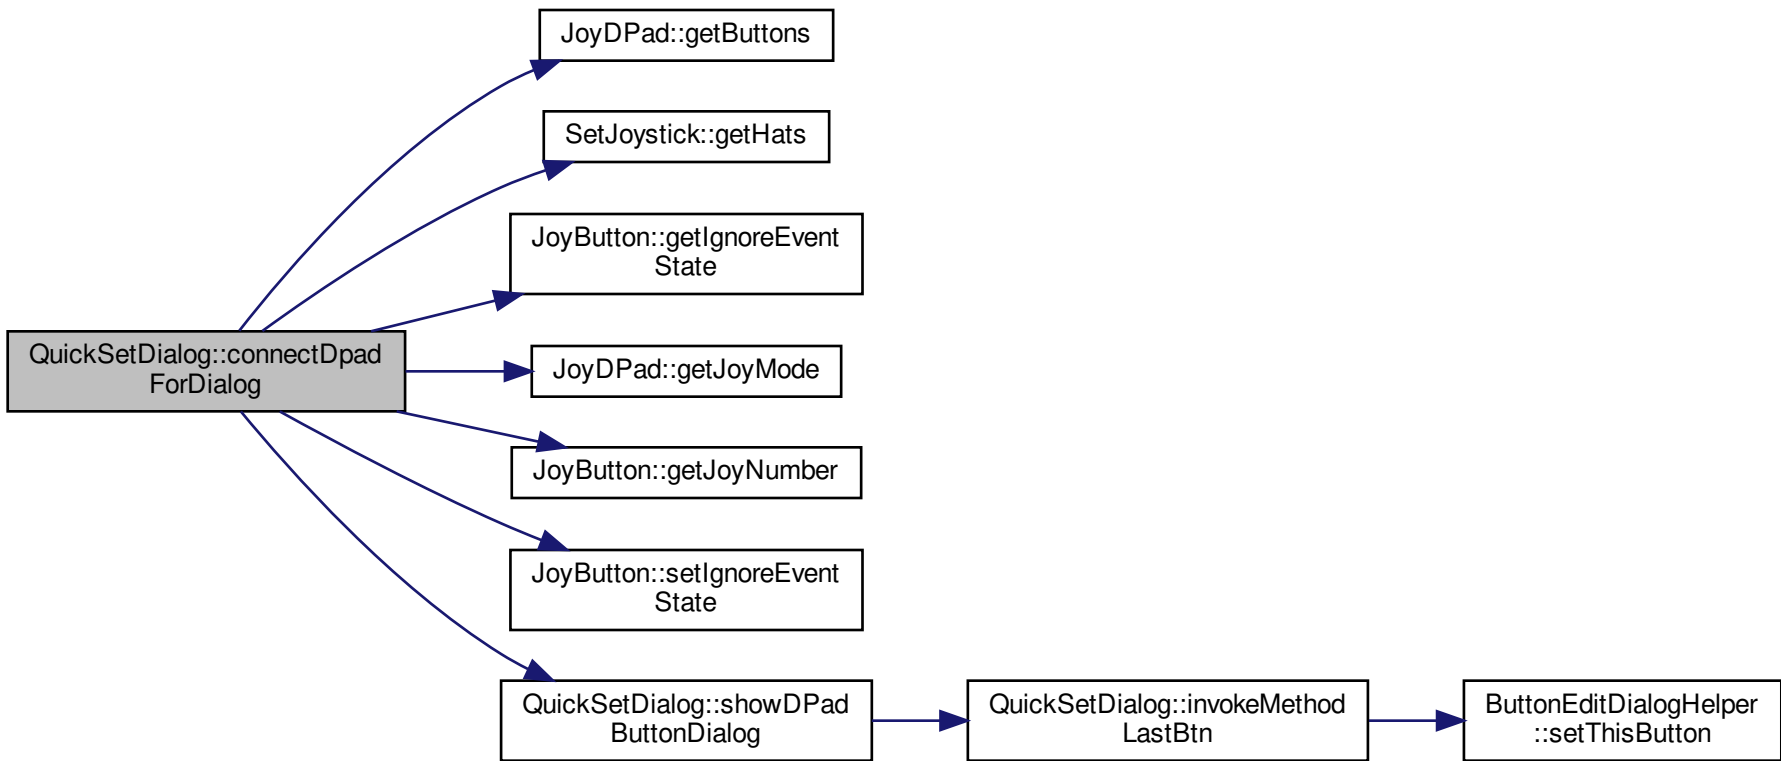 JoyDPad::getButtons
SetJoystick::getHats
JoyButton::getIgnoreEvent
State
QuickSetDialog::connectDpad
ForDialog
JoyDPad::getJoyMode
JoyButton::getJoyNumber
JoyButton::setIgnoreEvent
State
QuickSetDialog::showDPad
ButtonDialog
QuickSetDialog::invokeMethod
LastBtn
ButtonEditDialogHelper
::setThisButton